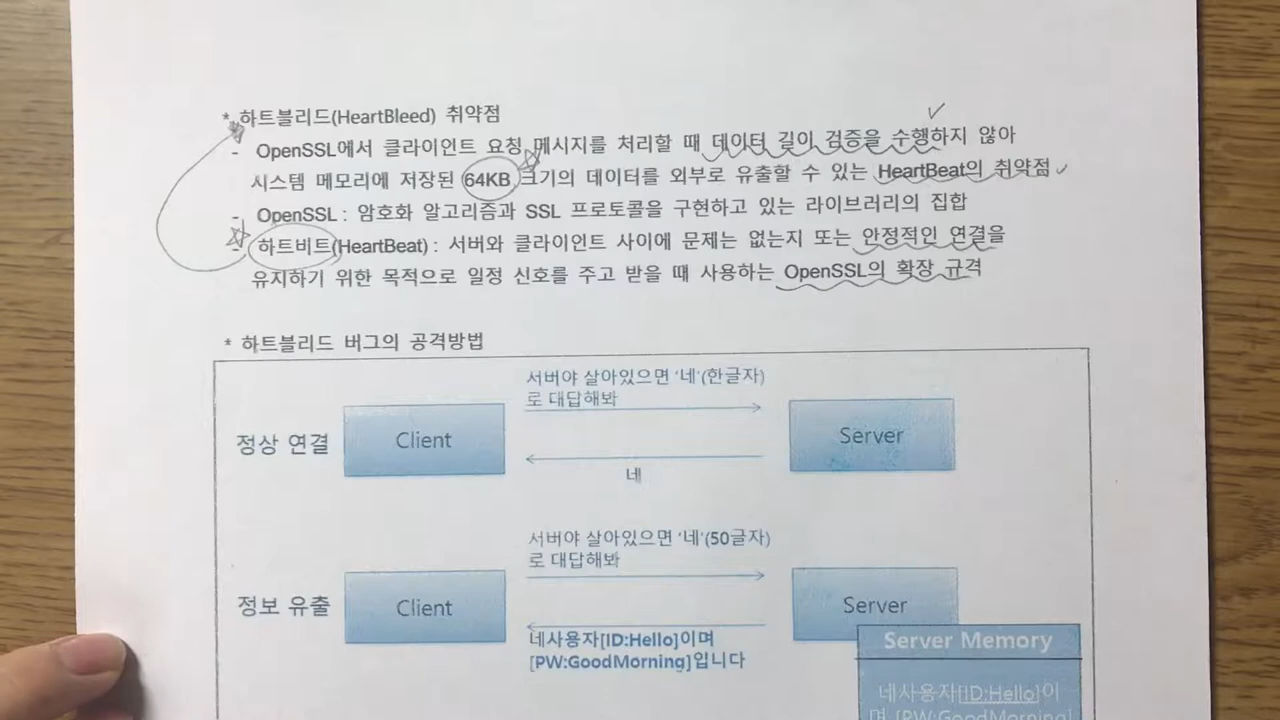 * 하트블리드(HeartBleed) 취약점
- OpenSSL에서 클라이언트 요청 메시지를 처리할 때 데이터 길이 검증을 수행하지 않아
시스템 메모리에 저장된 64KB 크기의 데이터를 외부로 유출할 수 있는 HeartBeat의 취약점
- OpenSSL : 암호화 알고리즘과 SSL 프로토콜을 구현하고 있는 라이브러리의 집합
- 하트비트(HeartBeat) : 서버와 클라이언트 사이에 문제는 없는지 또는 안정적인 연결을
유지하기 위한 목적으로 일정 신호를 주고 받을 때 사용하는 OpenSSL의 확장 규격
* 하트블리드 버그의 공격방법
서버야 살아있으면 '네'(한글자)
로 대답해봐
정상 연결
Client
Server
네
서버야 살아있으면 '네'(50글자)
로 대답해봐
정보 유출
Client
Server
네사용자[ID:Hello]이며
[PW:GoodMorning]입니다
Server Memory
네사용자[ID:Hello]이
며 [PW:GoodMorning]